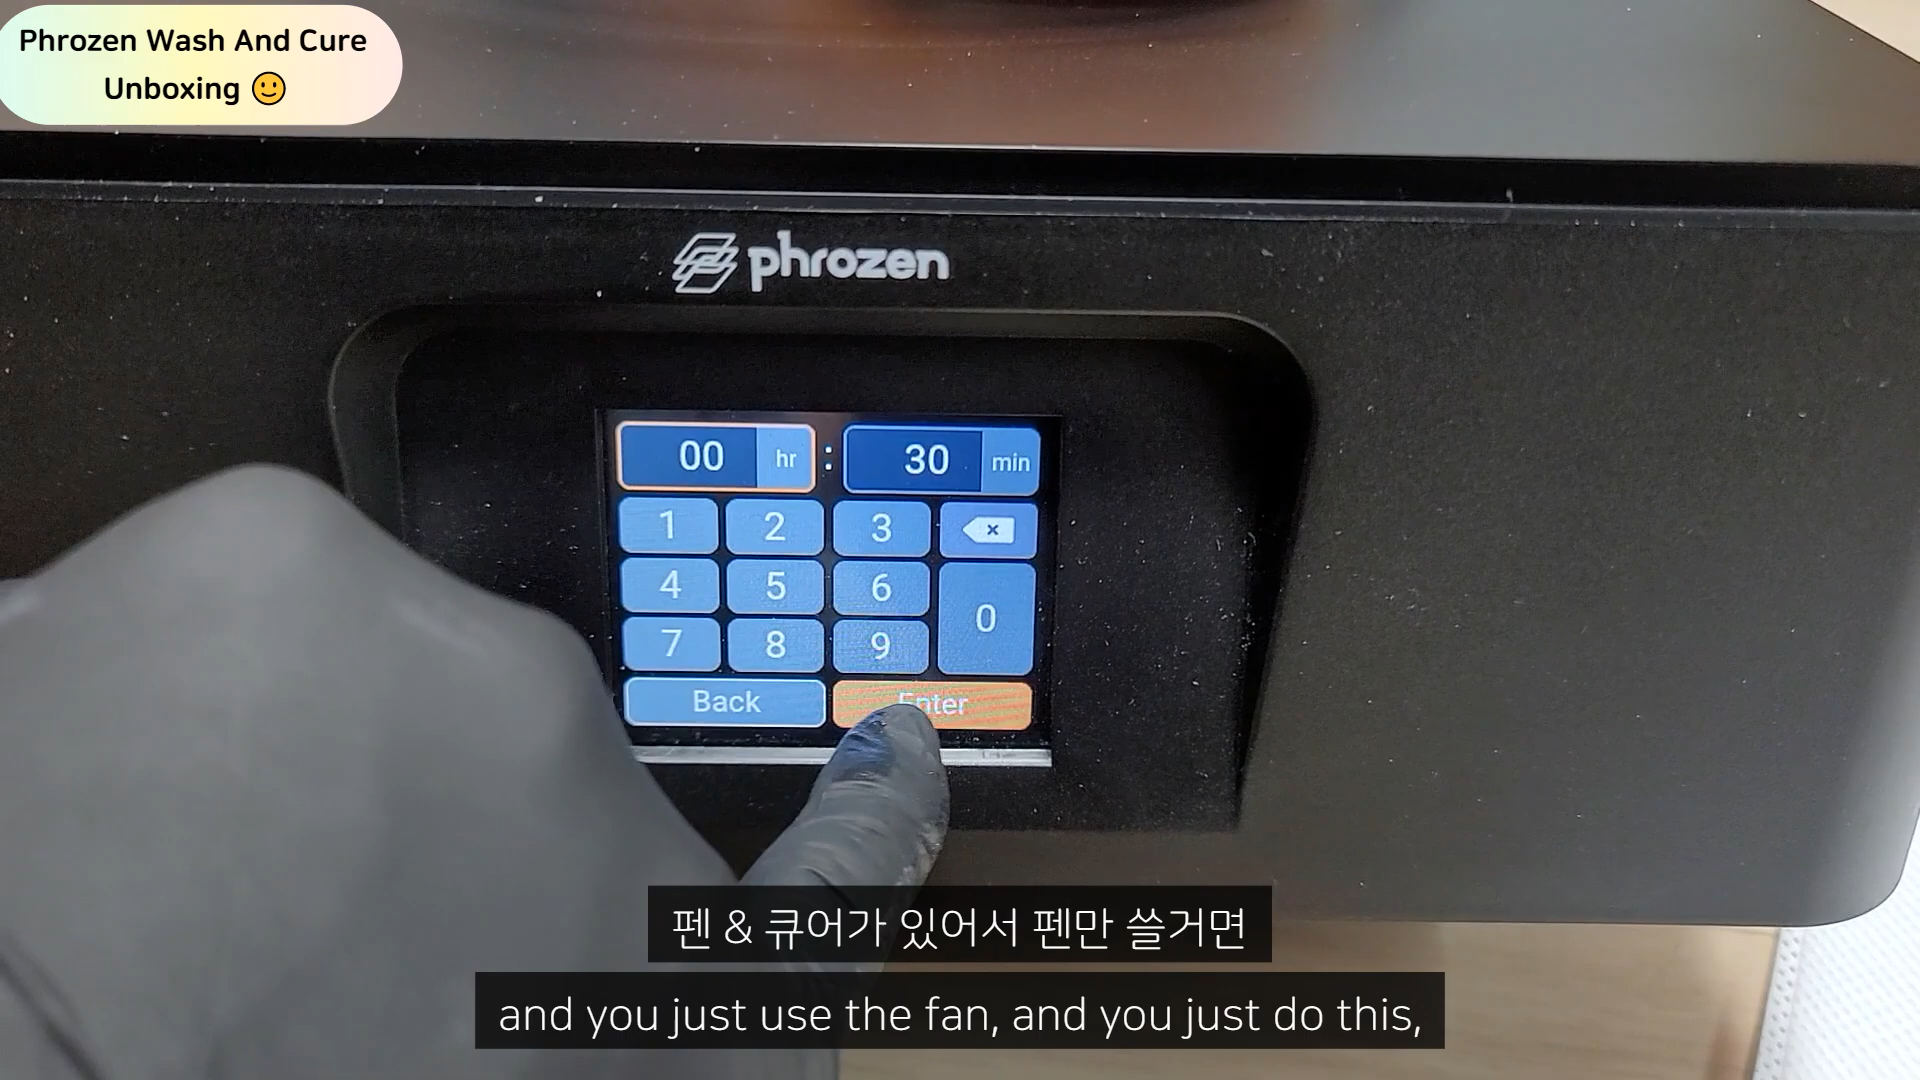 Phrozen Wash And Cure
Unboxing 🙂
phrozen
00 hr : 30 min
1 2 3
4 5 6 0
7 8 9
Back Enter
펜 & 큐어가 있어서 펜만 쓸거면
and you just use the fan, and you just do this,